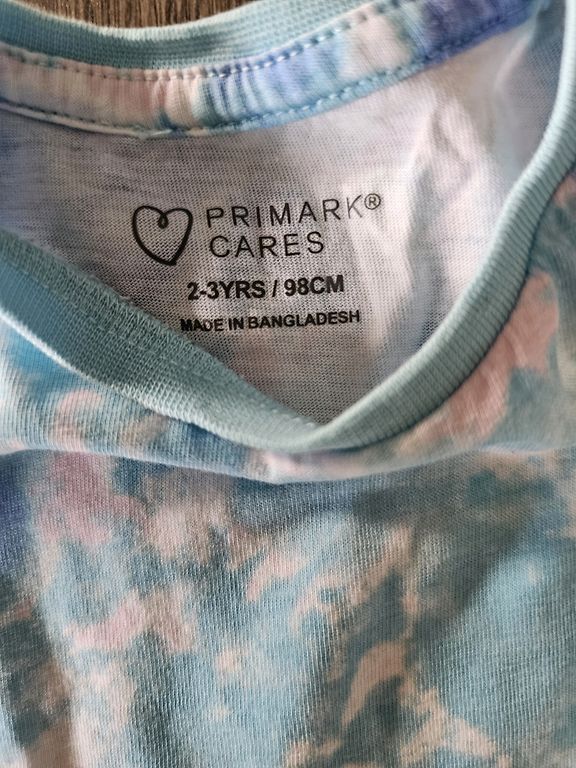 PRIMARK®
CARES
2-3YRS / 98CM
MADE IN BANGLADESH